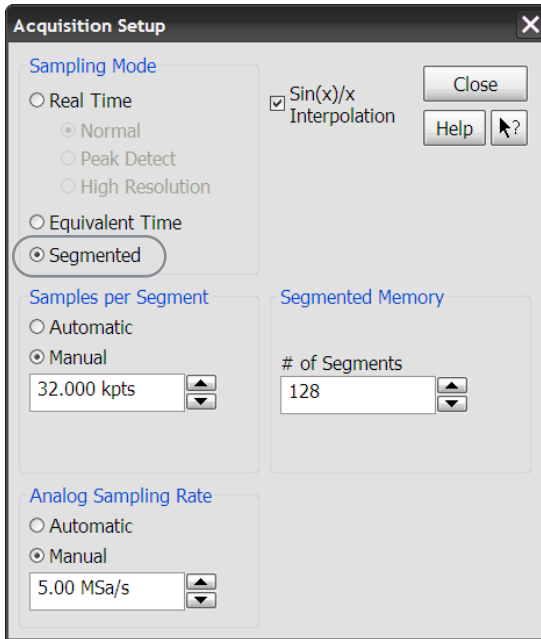 Acquisition Setup
Sampling Mode
Real Time
Normal
Peak Detect
High Resolution
Equivalent Time
Segmented
Sin(x)/x
Interpolation
Close
Help
?
Samples per Segment
Automatic
Manual
32.000 kpts
Segmented Memory
# of Segments
128
Analog Sampling Rate
Automatic
Manual
5.00 MSa/s